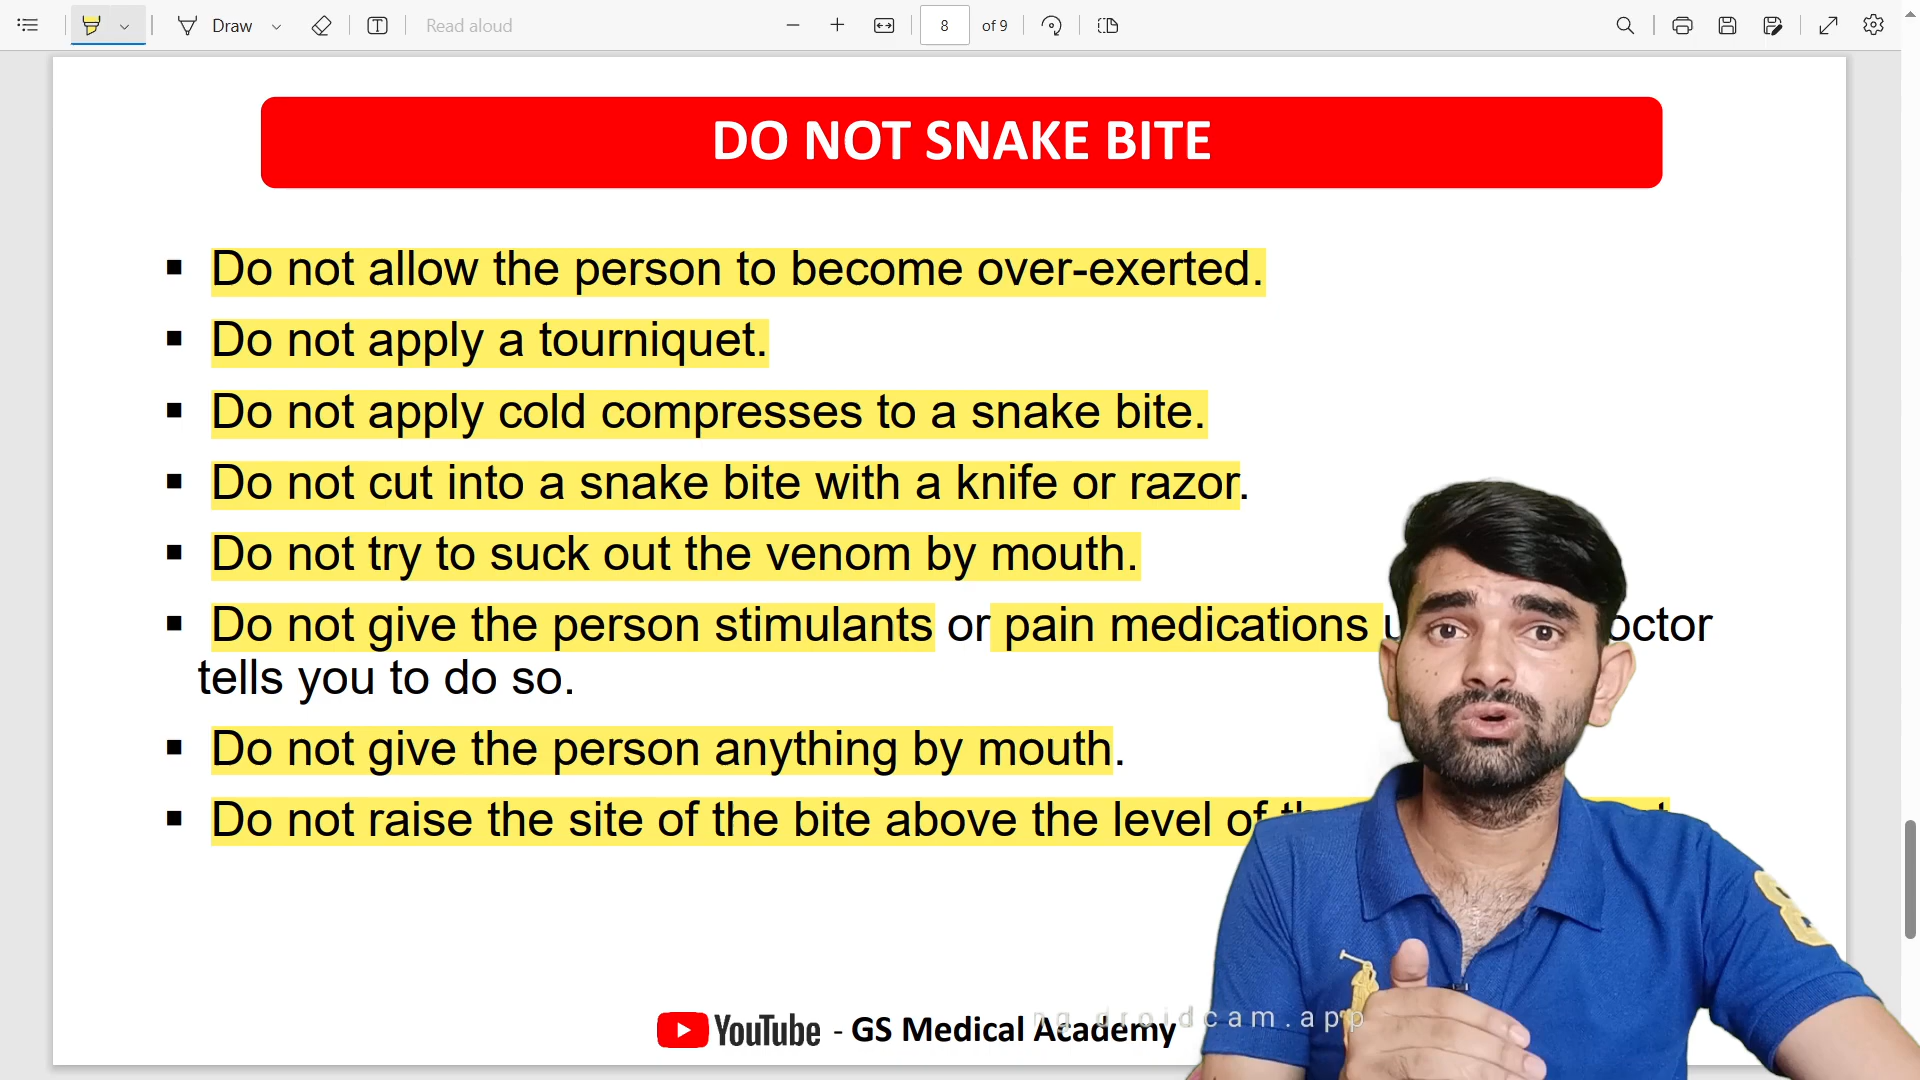 Draw
Read aloud
8 of 9
DO NOT SNAKE BITE
▪ Do not allow the person to become over-exerted.
▪ Do not apply a tourniquet.
▪ Do not apply cold compresses to a snake bite.
▪ Do not cut into a snake bite with a knife or razor.
▪ Do not try to suck out the venom by mouth.
▪ Do not give the person stimulants or pain medications
tells you to do so.
▪ Do not give the person anything by mouth.
▪ Do not raise the site of the bite above the level of
YouTube - GS Medical Academy
droidcam.app